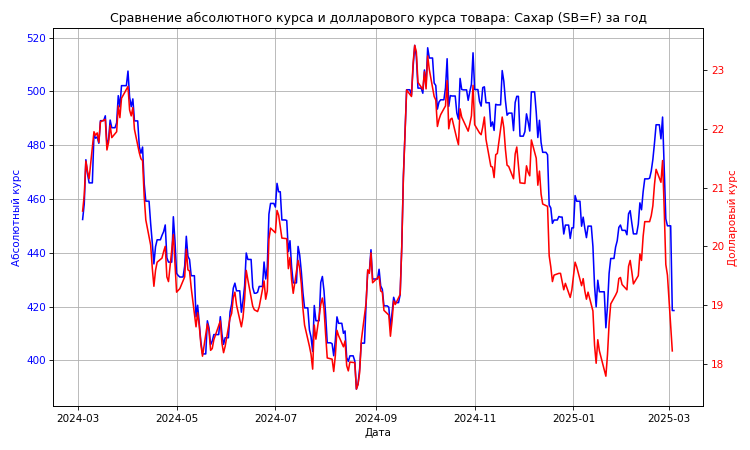 Сравнение абсолютного курса и долларового курса товара: Сахар (SB=F) за год
Абсолютный курс
520
500
480
460
440
420
400
Долларовый курс
23
22
21
20
19
18
2024-03 2024-05 2024-07 2024-09 2024-11 2025-01 2025-03
Дата